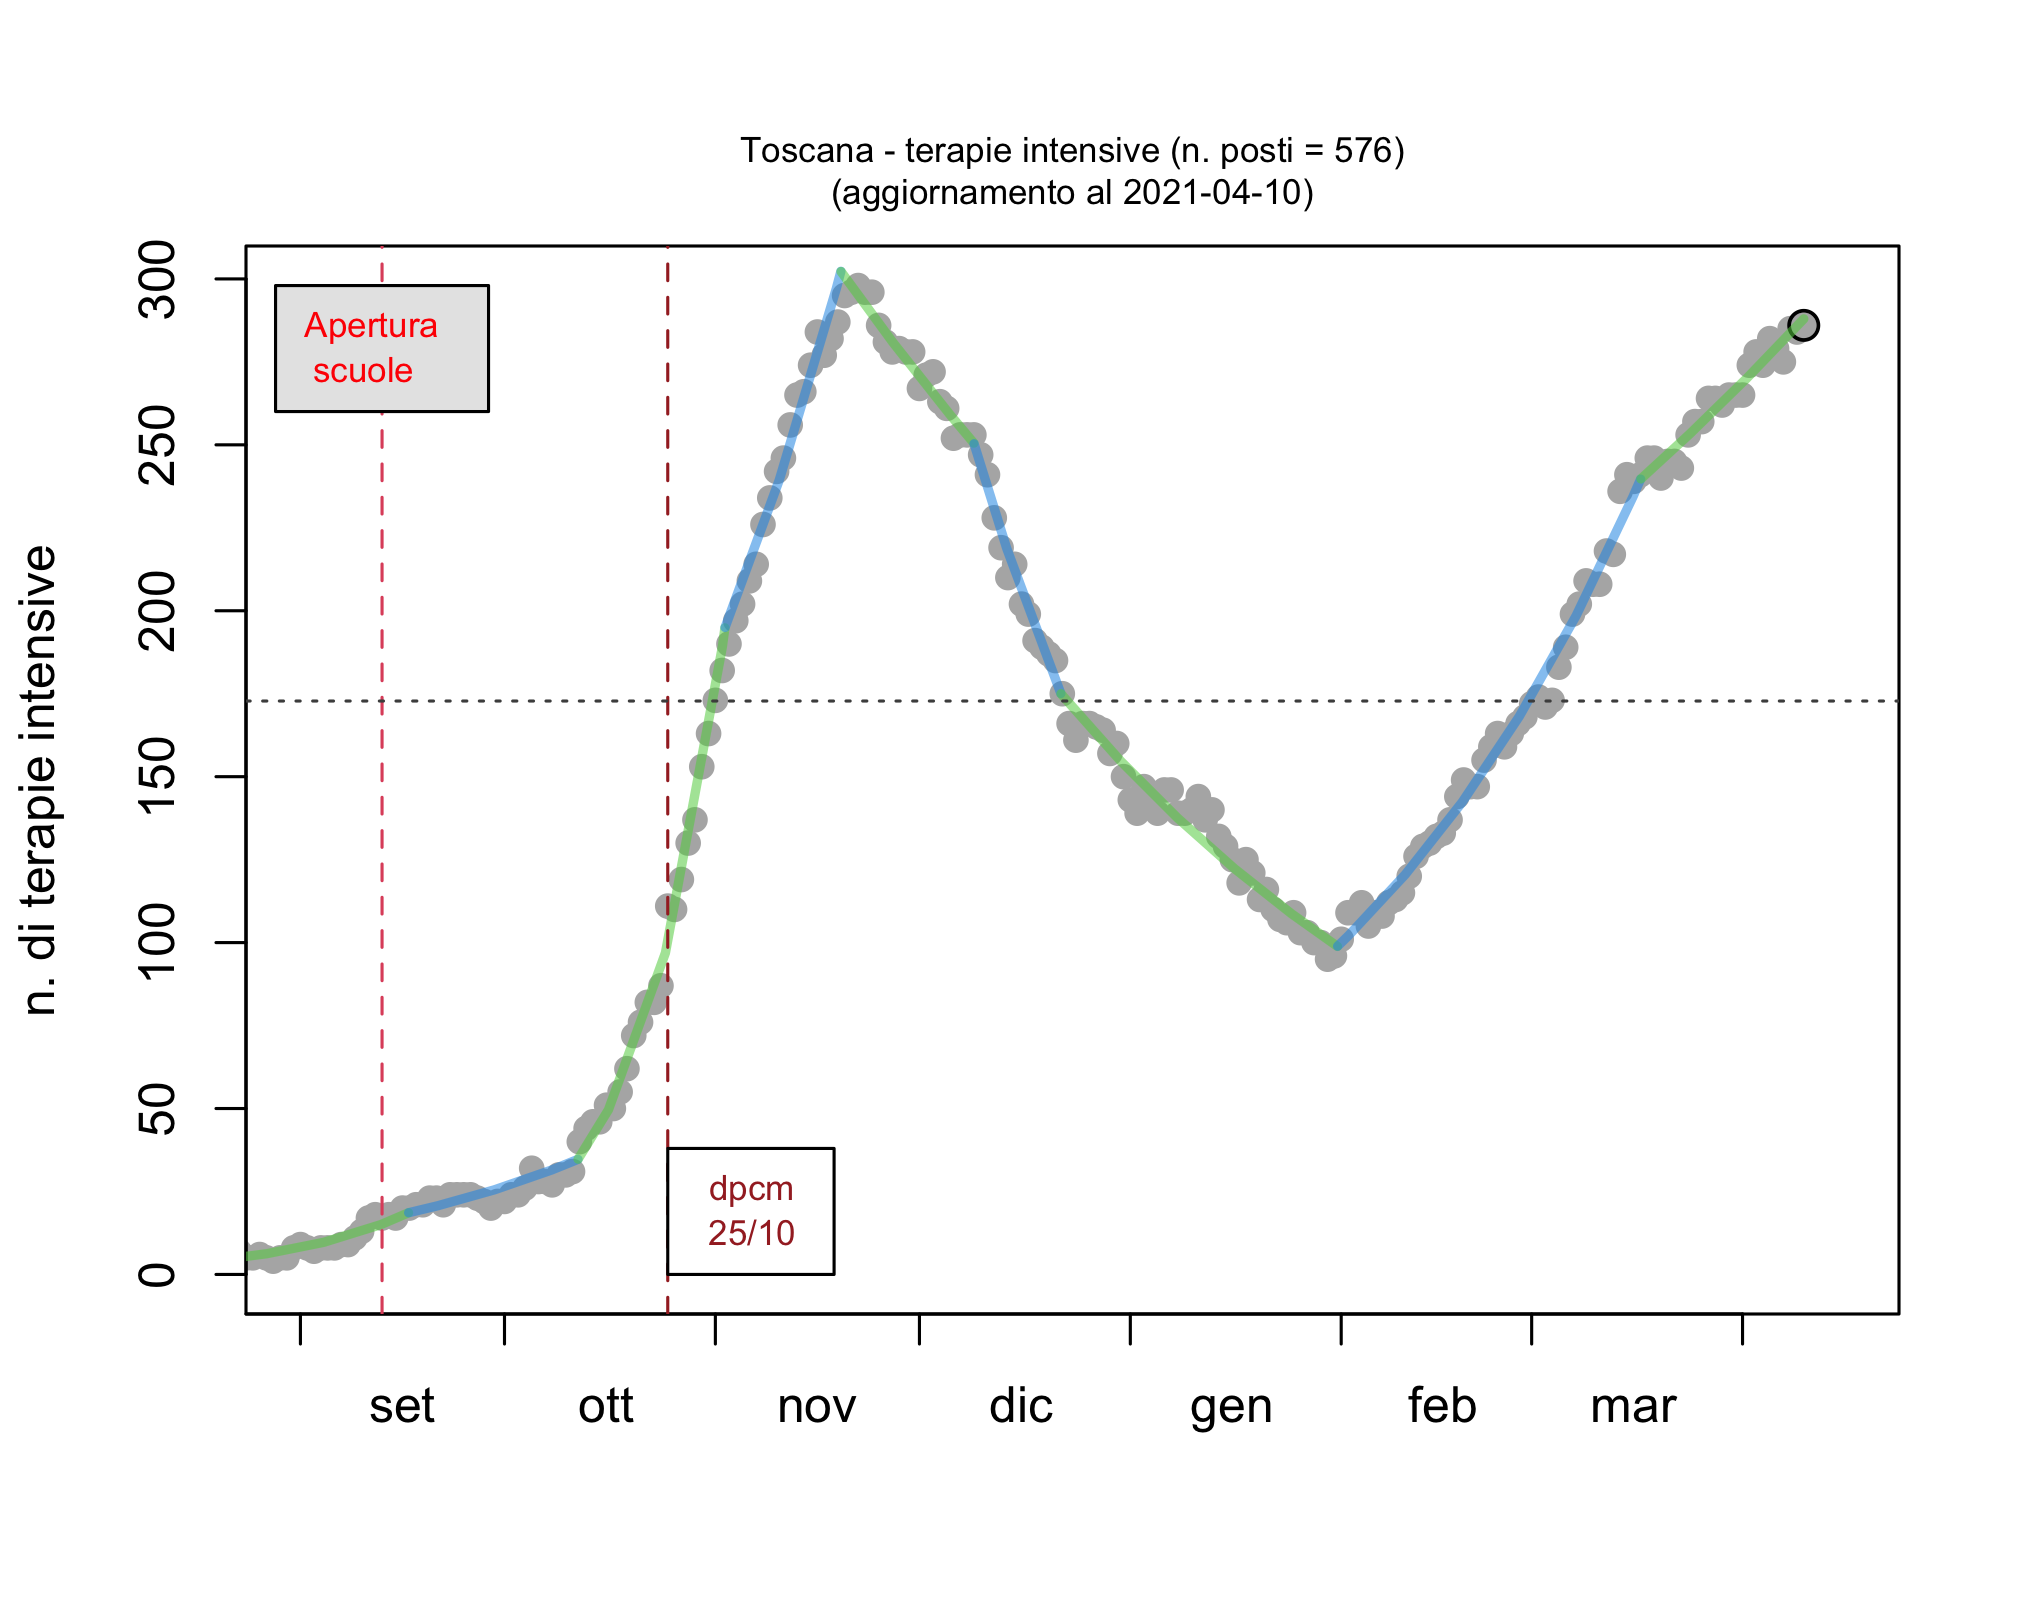 Toscana - terapie intensive (n. posti = 576)
(aggiornamento al 2021-04-10)
n. di terapie intensive
300
250
200
150
100
50
0
Apertura
scuole
dpcm
25/10
set
ott
nov
dic
gen
feb
mar